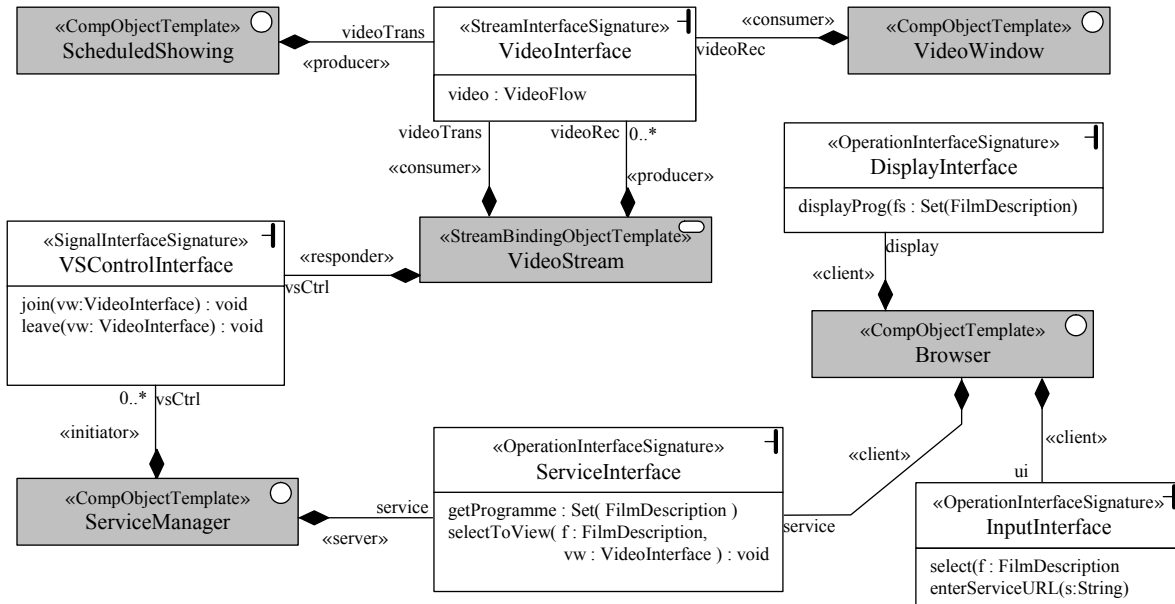 «CompObjectTemplate»
ScheduledShowing
videoTrans
«producer»
«StreamInterfaceSignature»
VideoInterface
video : VideoFlow
«consumer»
videoRec
«CompObjectTemplate»
VideoWindow
videoTrans
«consumer»
videoRec
0..*
«producer»
«OperationInterfaceSignature»
DisplayInterface
displayProg(fs : Set(FilmDescription)
display
«client»
«SignalInterfaceSignature»
VSControlInterface
join(vw:VideoInterface) : void
leave(vw: VideoInterface) : void
«responder»
vsCtrl
«StreamBindingObjectTemplate»
VideoStream
«CompObjectTemplate»
Browser
0..*
vsCtrl
«initiator»
«CompObjectTemplate»
ServiceManager
service
«server»
«OperationInterfaceSignature»
ServiceInterface
getProgramme : Set( FilmDescription )
selectToView( f : FilmDescription,
vw : VideoInterface ) : void
«client»
service
«client»
ui
«OperationInterfaceSignature»
InputInterface
select(f : FilmDescription
enterServiceURL(s:String)